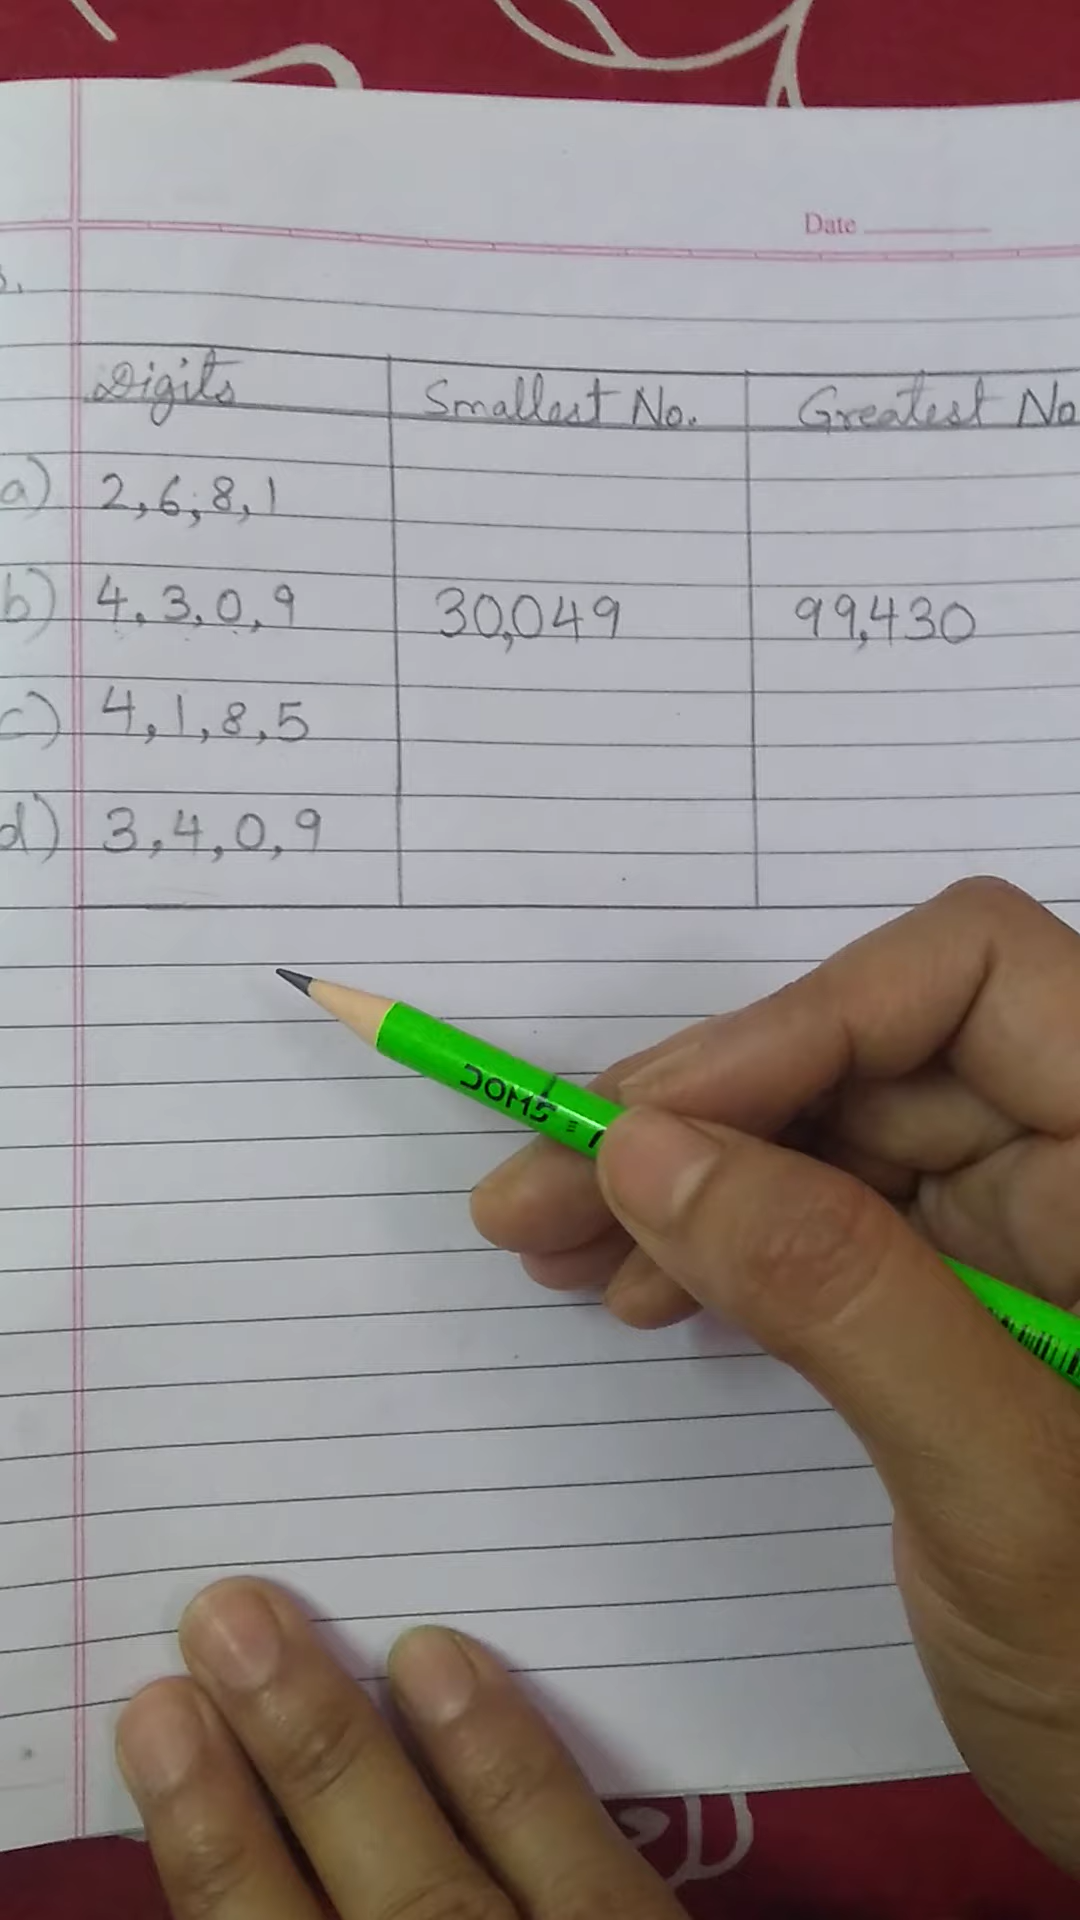 Date
Digits Smallest No. Greatest No
a) 2,6,8,1
b) 4,3,0,9 30,049 99,430
c) 4,1,8,5
d) 3,4,0,9
DOMS